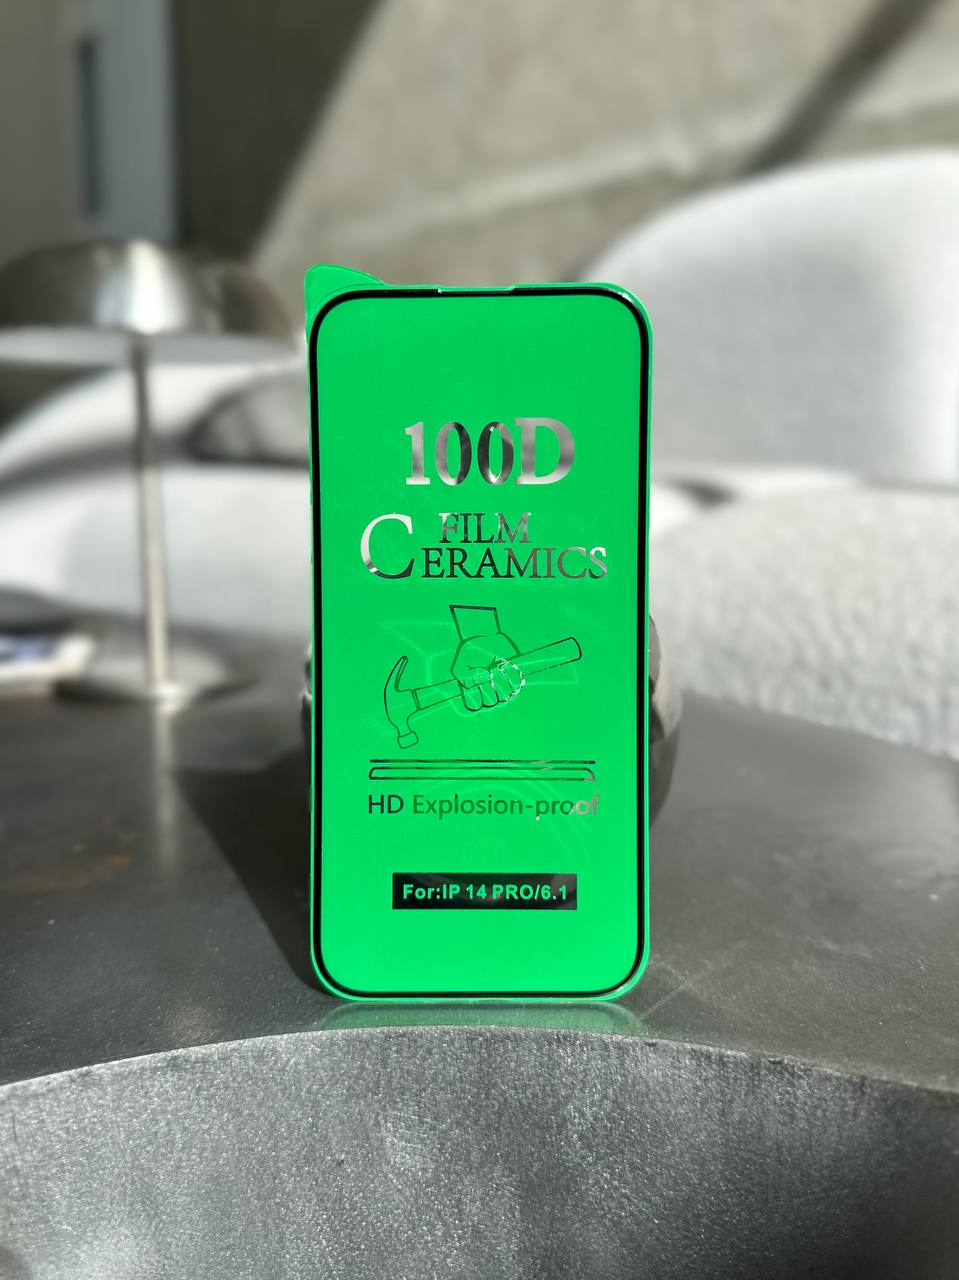 100D
FILM
CERAMICS
HD Explosion-proof
For:IP 14 PRO/6.1